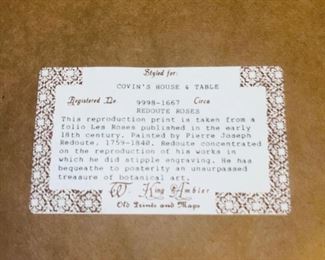 Styled for:
COVIN'S HOUSE & TABLE
Registered No 9998-1667 Circa
REDOUTE ROSES
This reproduction print is taken from a
folio Les Roses published in the early
18th century. Painted by Pierre Joseph
Redoute, 1759-1840. Redoute concentrated
on the reproduction of his works in
which he did stipple engraving. He has
bequeathe to posterity an unsurpassed
treasure of botanical art.
W. King Ambler
Old Prints and Maps